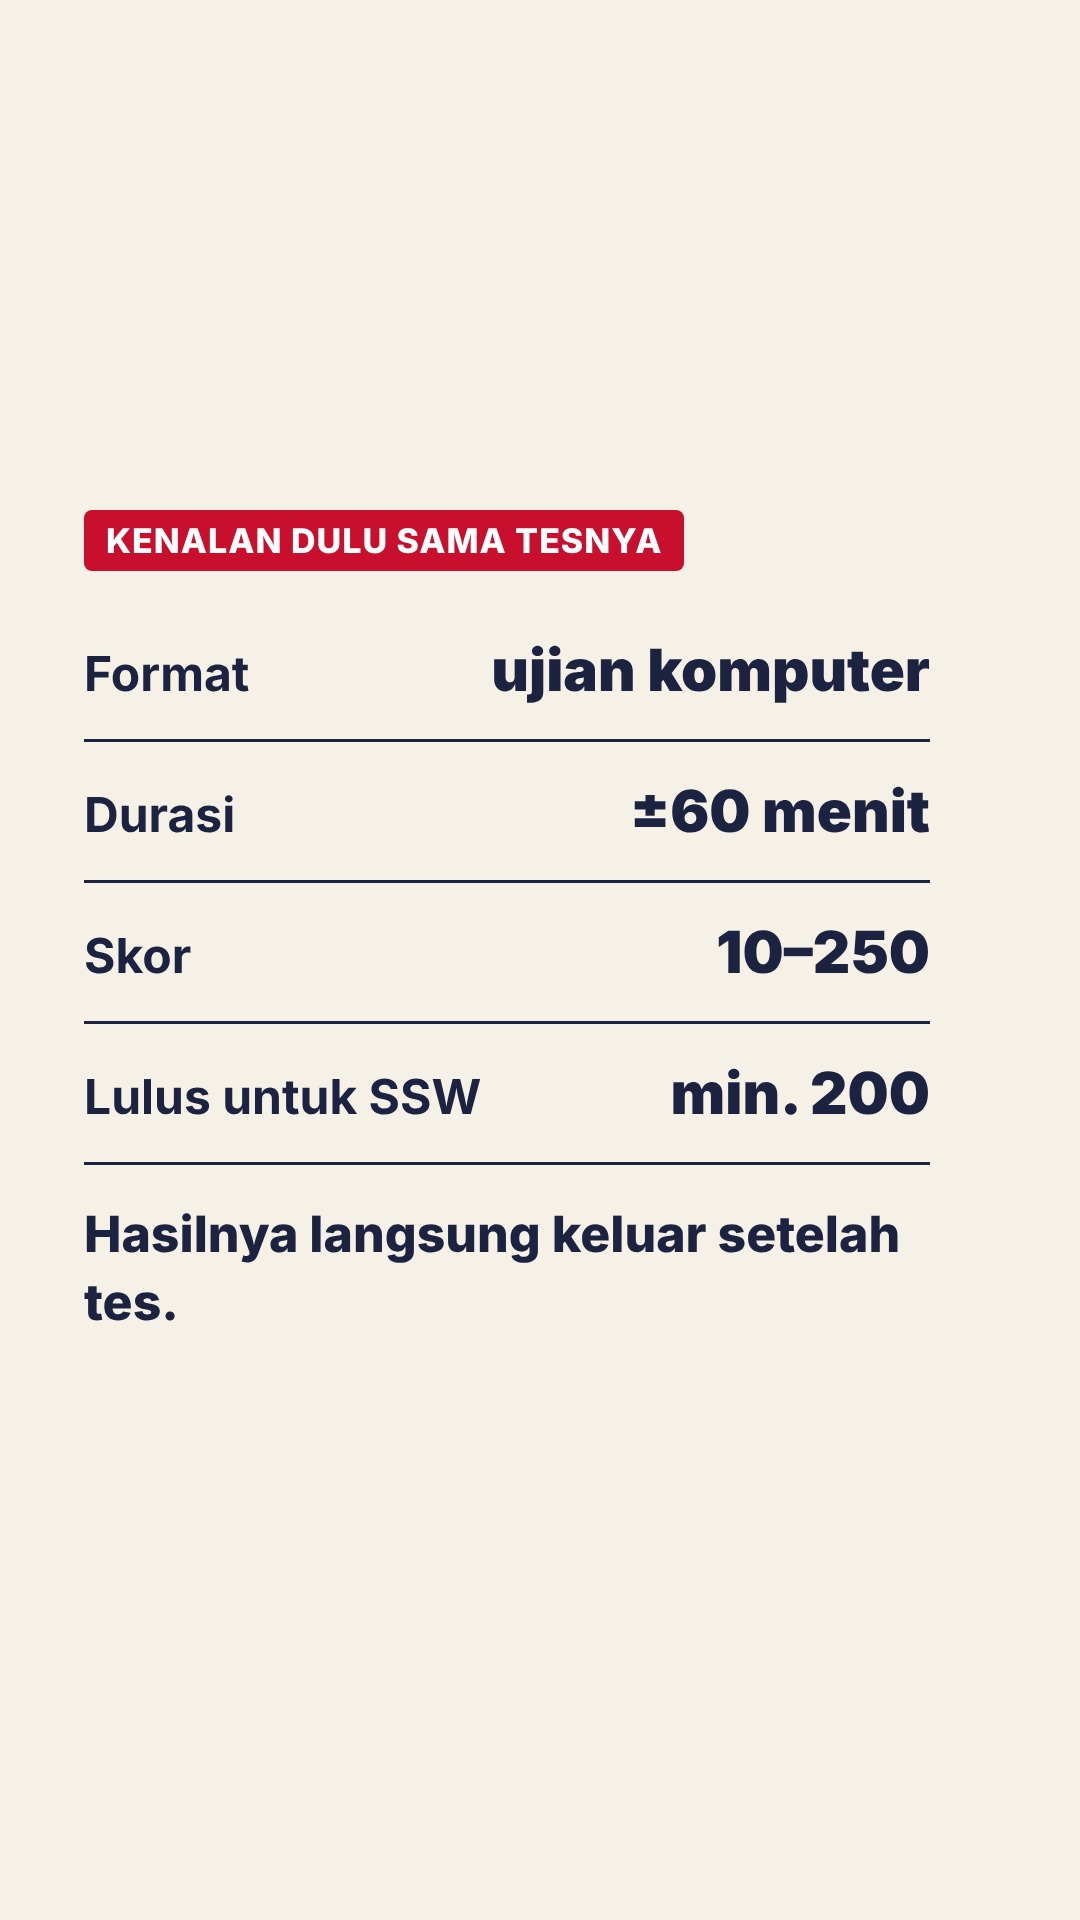 KENALAN DULU SAMA TESNYA
Format ujian komputer
Durasi ±60 menit
Skor 10–250
Lulus untuk SSW min. 200
Hasilnya langsung keluar setelah
tes.